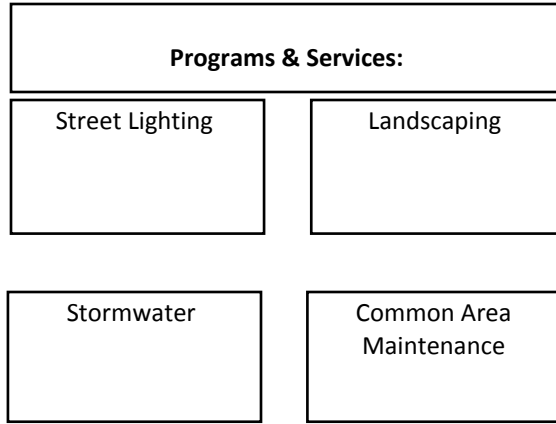 Programs & Services:
Street Lighting
Landscaping
Stormwater
Common Area
Maintenance